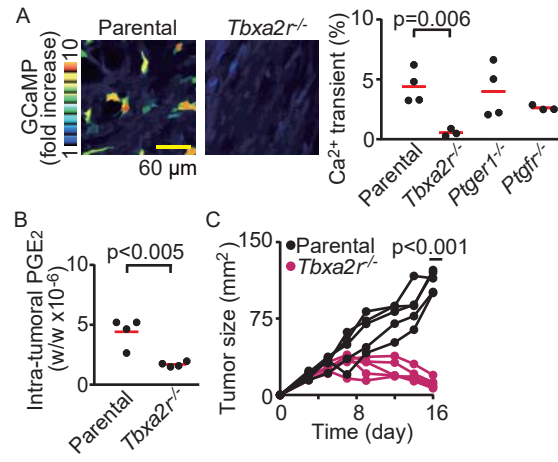 A
Parental
Tbxa2r-/-
GCaMP
(fold increase)
1
10
60 µm
Ca2+ transient (%)
10
5
0
p=0.006
Parental
Tbxa2r-/-
Ptger1-/-
Ptgfr-/-
B
Intra-tumoral PGE2
(w/w x10-6)
10
5
0
p<0.005
Parental
Tbxa2r-/-
C
Tumor size (mm2)
150
75
0
Parental
Tbxa2r-/-
p<0.001
0
8
16
Time (day)